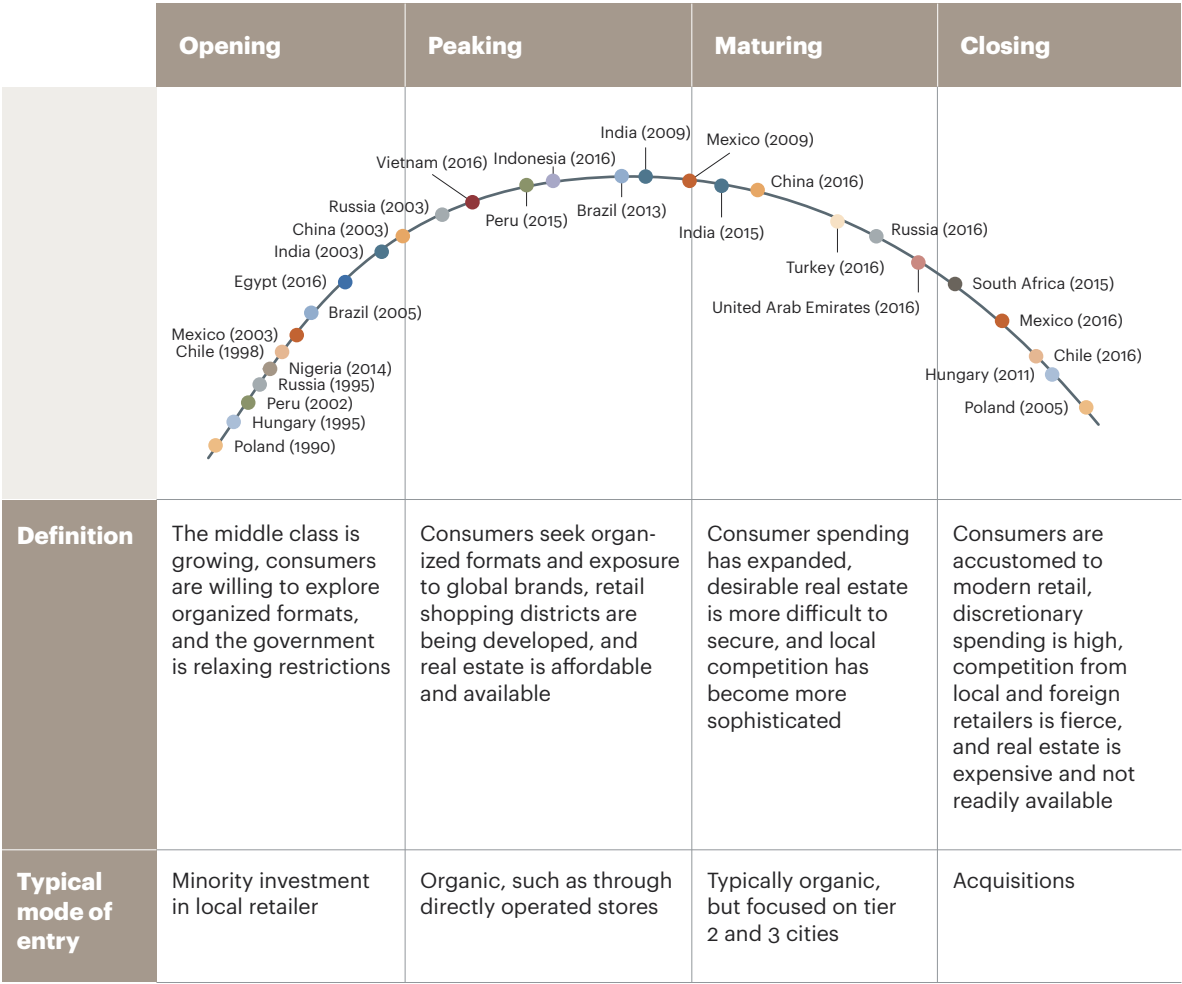 Opening
Peaking
Maturing
Closing
India (2009)
Mexico (2009)
Vietnam (2016)
Indonesia (2016)
China (2016)
Russia (2003)
Peru (2015)
Brazil (2013)
China (2003)
India (2015)
Russia (2016)
India (2003)
Turkey (2016)
Egypt (2016)
South Africa (2015)
United Arab Emirates (2016)
Brazil (2005)
Mexico (2016)
Mexico (2003)
Chile (1998)
Chile (2016)
Nigeria (2014)
Hungary (2011)
Russia (1995)
Peru (2002)
Poland (2005)
Hungary (1995)
Poland (1990)
Definition
The middle class is
growing, consumers
are willing to explore
organized formats,
and the government
is relaxing restrictions
Consumers seek organ-
ized formats and exposure
to global brands, retail
shopping districts are
being developed, and
real estate is affordable
and available
Consumer spending
has expanded,
desirable real estate
is more difficult to
secure, and local
competition has
become more
sophisticated
Consumers are
accustomed to
modern retail,
discretionary
spending is high,
competition from
local and foreign
retailers is fierce,
and real estate is
expensive and not
readily available
Typical
mode of
entry
Minority investment
in local retailer
Organic, such as through
directly operated stores
Typically organic,
but focused on tier
2 and 3 cities
Acquisitions